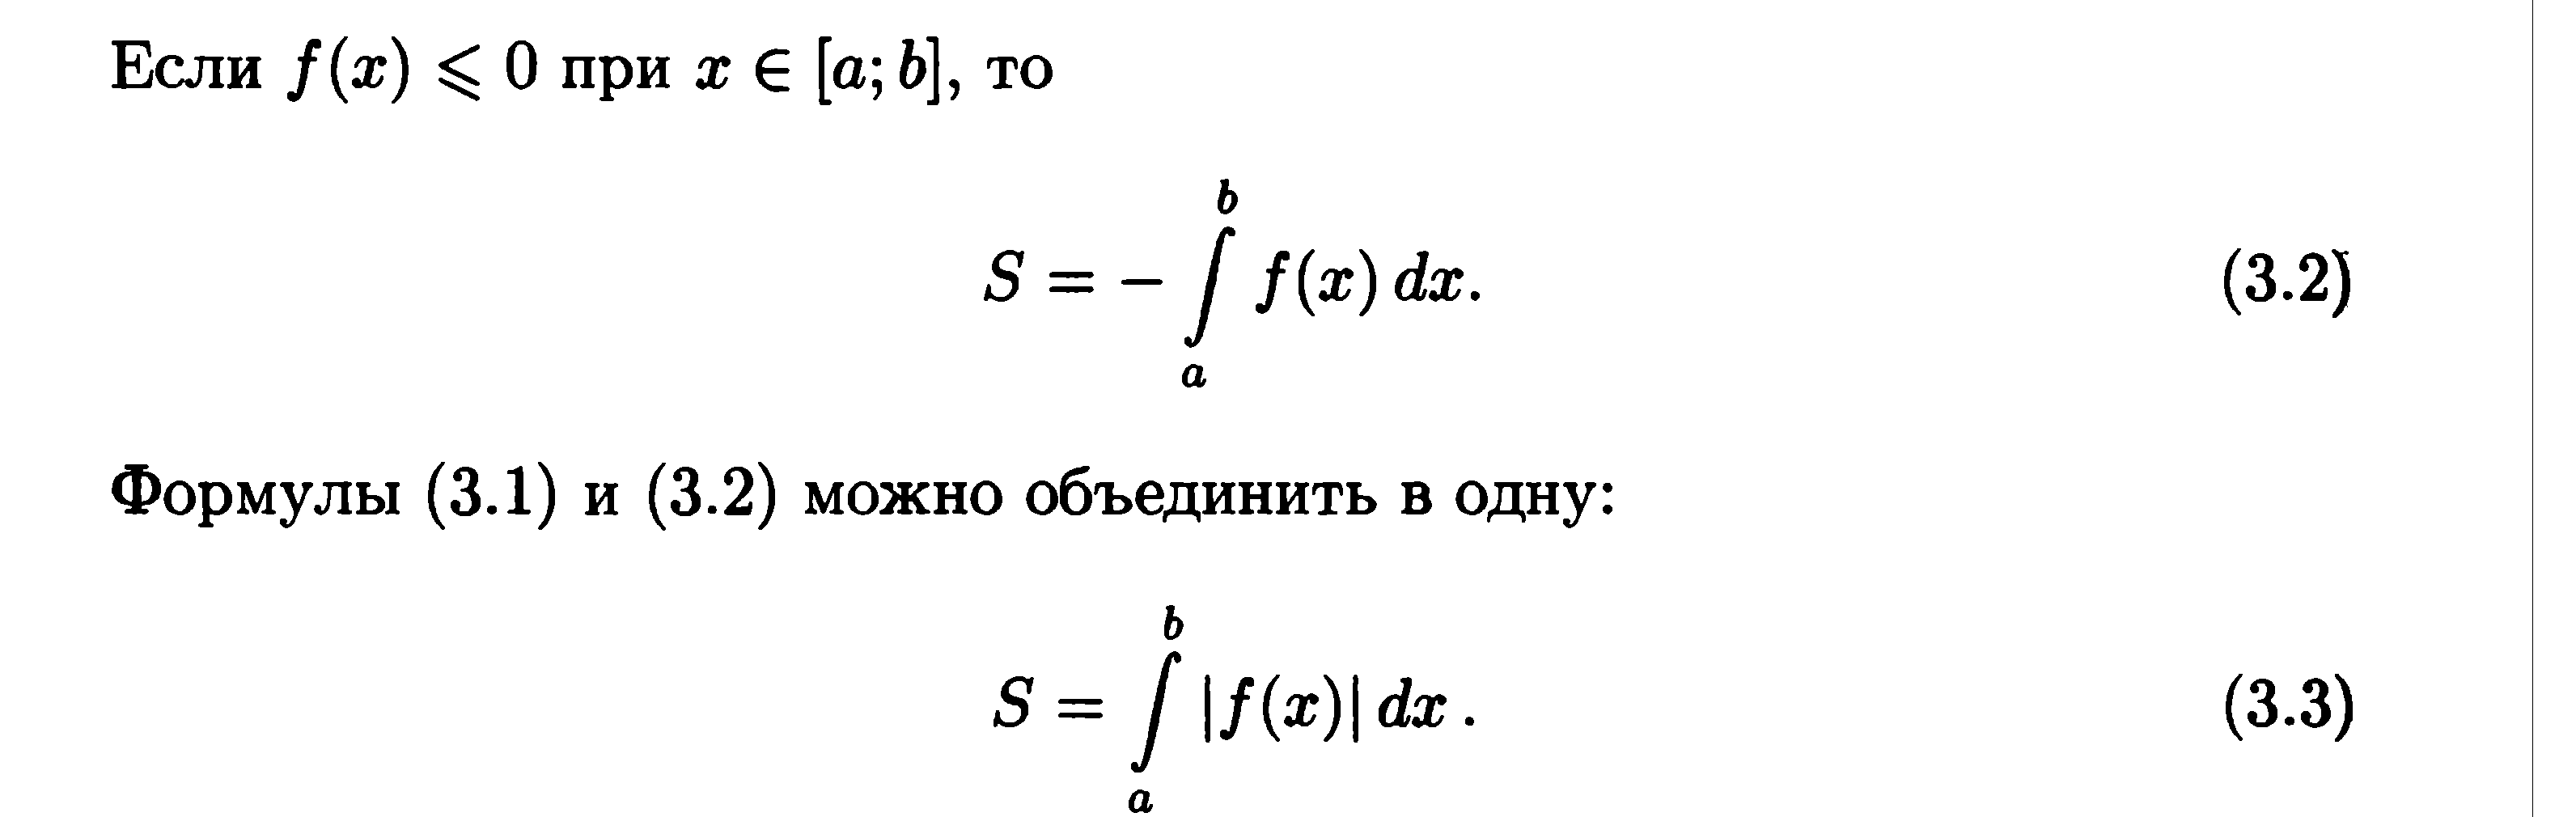 Если f(x) ⩽ 0 при x ∈ [a; b], то
S = − ∫_a^b f(x) dx. (3.2)
Формулы (3.1) и (3.2) можно объединить в одну:
S = ∫_a^b |f(x)| dx . (3.3)